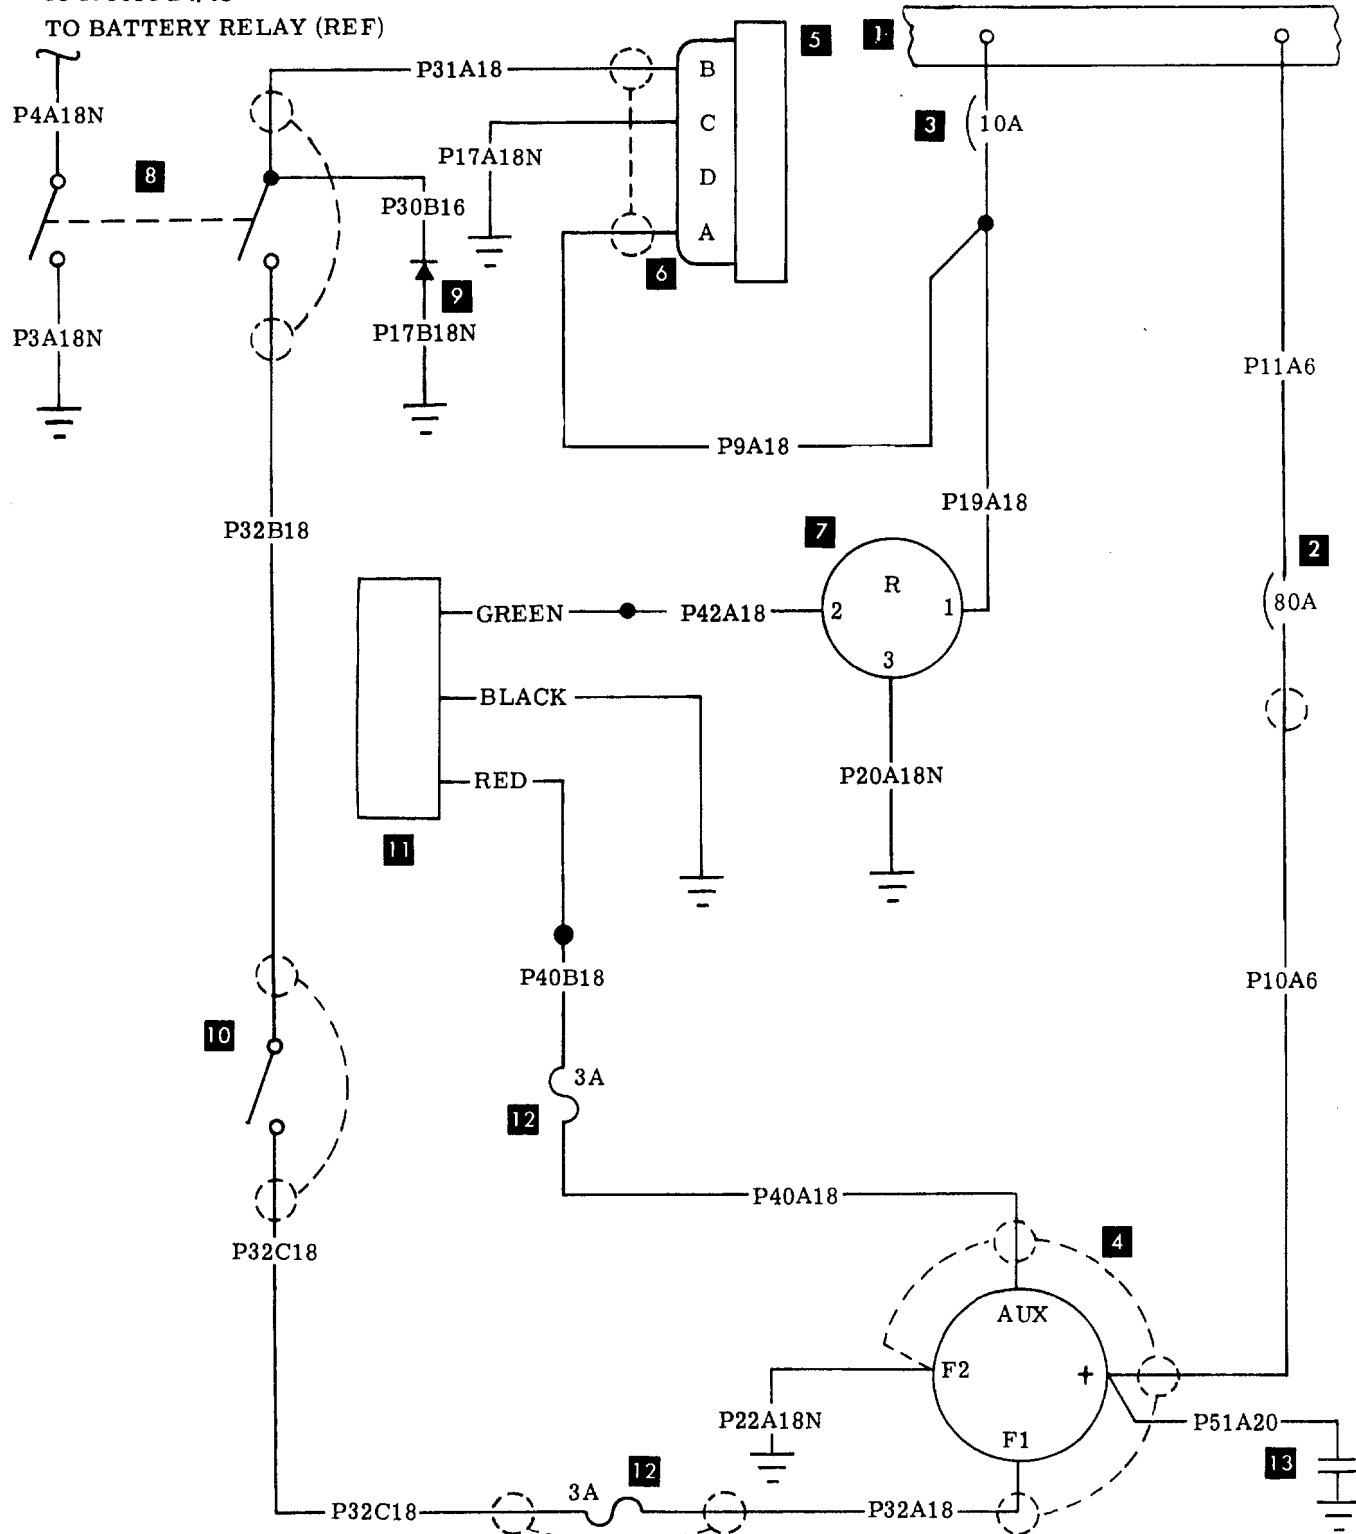 TO BATTERY RELAY (REF)
P31A18
B
5
1
P4A18N
C
3
10A
P17A18N
8
D
P30B16
A
6
9
P3A18N
P17B18N
P11A6
P9A18
P19A18
P32B18
7
2
R
80A
GREEN
P42A18
2
1
3
BLACK
RED
P20A18N
11
P40B18
P10A6
10
3A
12
P40A18
4
P32C18
AUX
F2
+
P22A18N
P51A20
F1
13
12
3A
P32C18
P32A18